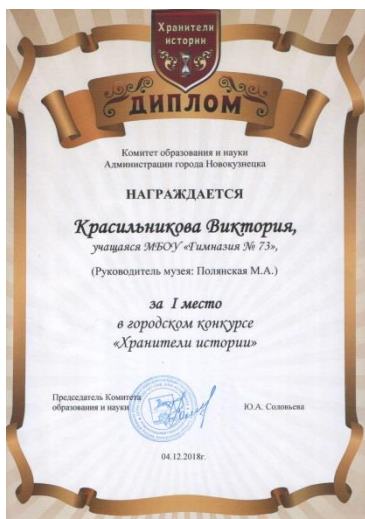 Хранители
истории
ДИПЛОМ
Комитет образования и науки
Администрации города Новокузнецка
НАГРАЖДАЕТСЯ
Красильникова Виктория,
учащаяся МБОУ «Гимназия № 73»,
(Руководитель музея: Полянская М.А.)
за I место
в городском конкурсе
«Хранители истории»
Председатель Комитета
образования и науки
Ю.А. Соловьева
04.12.2018г.